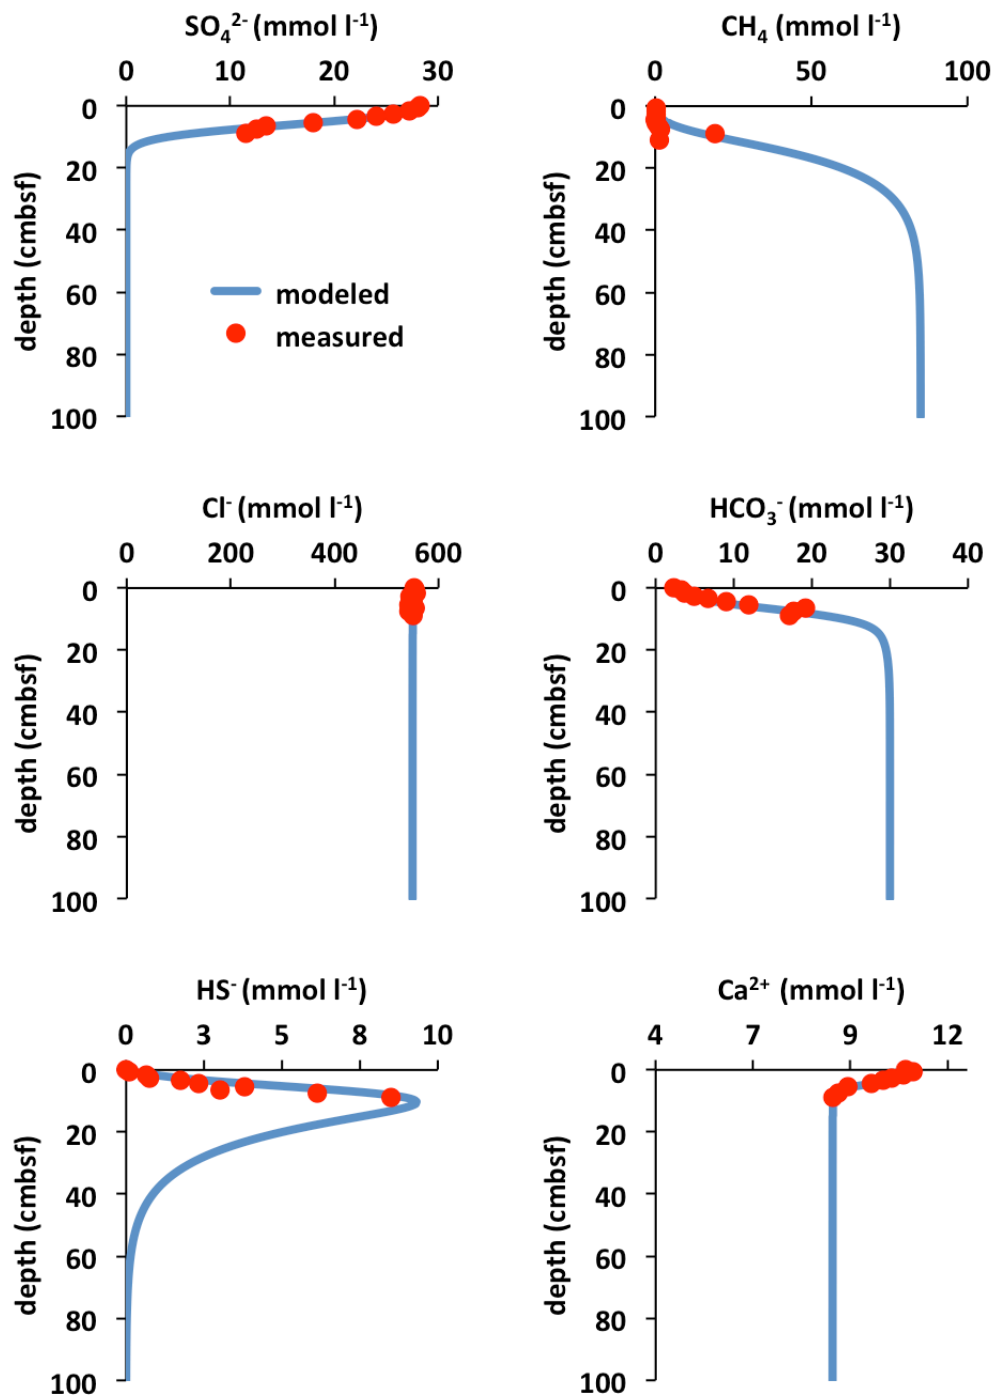 SO₄²⁻ (mmol l⁻¹)
0 10 20 30
0
20
40
60
80
100
depth (cmbsf)
modeled
measured
CH₄ (mmol l⁻¹)
0 50 100
0
20
40
60
80
100
depth (cmbsf)
Cl⁻ (mmol l⁻¹)
0 200 400 600
0
20
40
60
80
100
depth (cmbsf)
HCO₃⁻ (mmol l⁻¹)
0 10 20 30 40
0
20
40
60
80
100
depth (cmbsf)
HS⁻ (mmol l⁻¹)
0 3 5 8 10
0
20
40
60
80
100
depth (cmbsf)
Ca²⁺ (mmol l⁻¹)
4 7 9 12
0
20
40
60
80
100
depth (cmbsf)